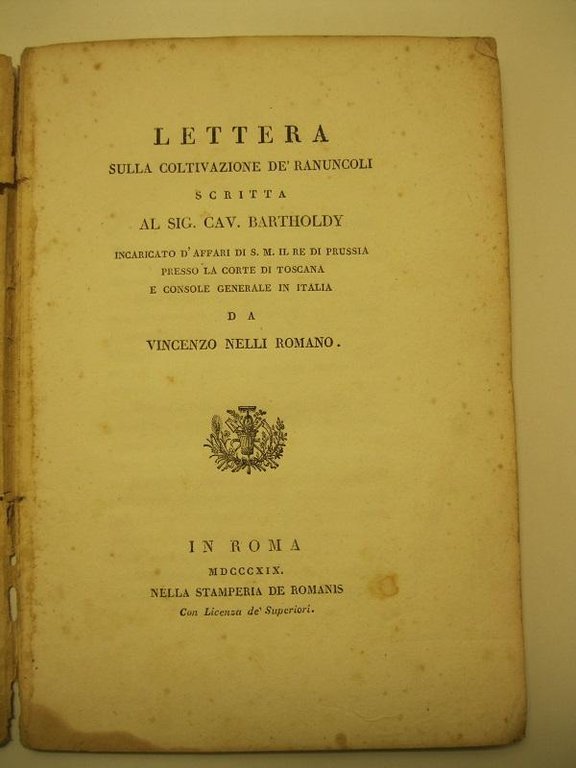 LETTERA
SULLA COLTIVAZIONE DE' RANUNCOLI
SCRITTA
AL SIG. CAV. BARTHOLDY
INCARICATO D'AFFARI DI S. M. IL RE DI PRUSSIA
PRESSO LA CORTE DI TOSCANA
E CONSOLE GENERALE IN ITALIA
DA
VINCENZO NELLI ROMANO.
IN ROMA
MDCCCXIX.
NELLA STAMPERIA DE ROMANIS
Con Licenza de' Superiori.